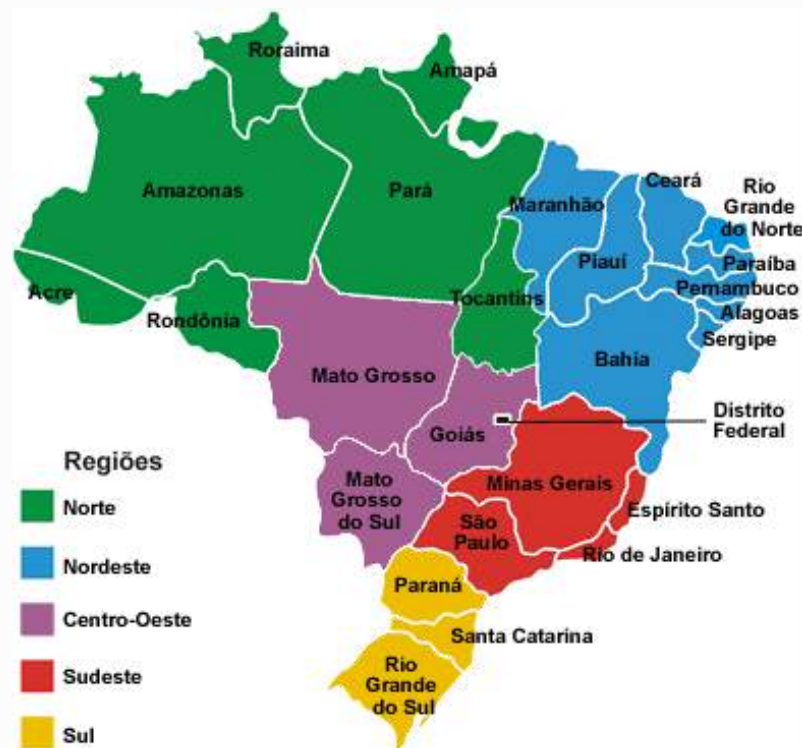 Roraima
Amapá
Amazonas
Pará
Maranhão
Ceará
Rio
Grande
do Norte
Piauí
Paraíba
Pernambuco
Alagoas
Sergipe
Acre
Rondônia
Tocantins
Bahia
Mato Grosso
Distrito
Federal
Goiás
Mato
Grosso
do Sul
Minas Gerais
Espírito Santo
São
Paulo
Rio de Janeiro
Paraná
Santa Catarina
Rio
Grande
do Sul
Regiões
Norte
Nordeste
Centro-Oeste
Sudeste
Sul